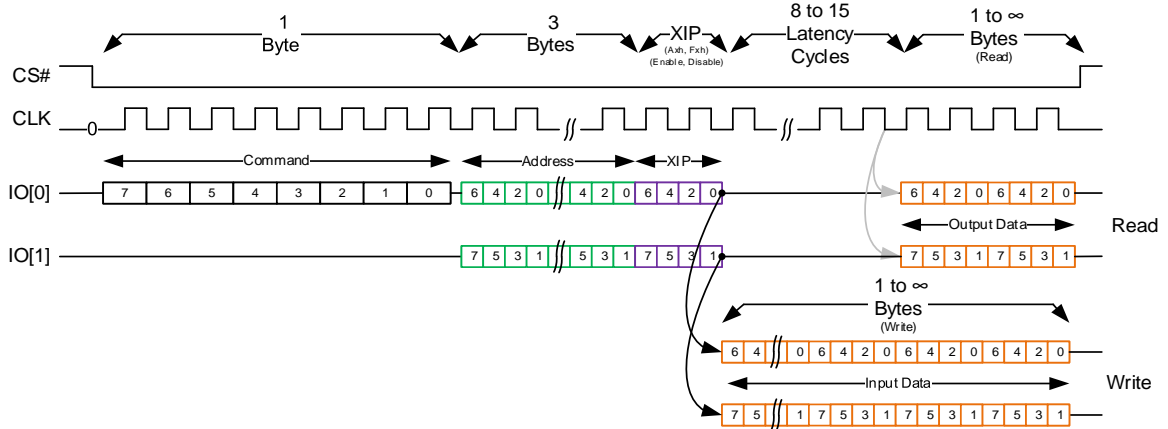 1
Byte
3
Bytes
XIP
(Axh, Fxh)
(Enable, Disable)
8 to 15
Latency
Cycles
1 to ∞
Bytes
(Read)
CS#
CLK
0
Command
Address
XIP
IO[0]
7 6 5 4 3 2 1 0 6 4 2 0 4 2 0 6 4 2 0 6 4 2 0 6 4 2 0
Output Data
Read
IO[1]
7 5 3 1 5 3 1 7 5 3 1 7 5 3 1 7 5 3 1
1 to ∞
Bytes
(Write)
6 4 0 6 4 2 0 6 4 2 0 6 4 2 0
Input Data
Write
7 5 1 7 5 3 1 7 5 3 1 7 5 3 1